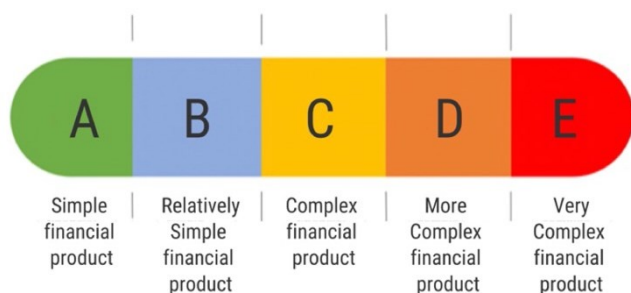 A
B
C
D
E
Simple
financial
product
Relatively
Simple
financial
product
Complex
financial
product
More
Complex
financial
product
Very
Complex
financial
product